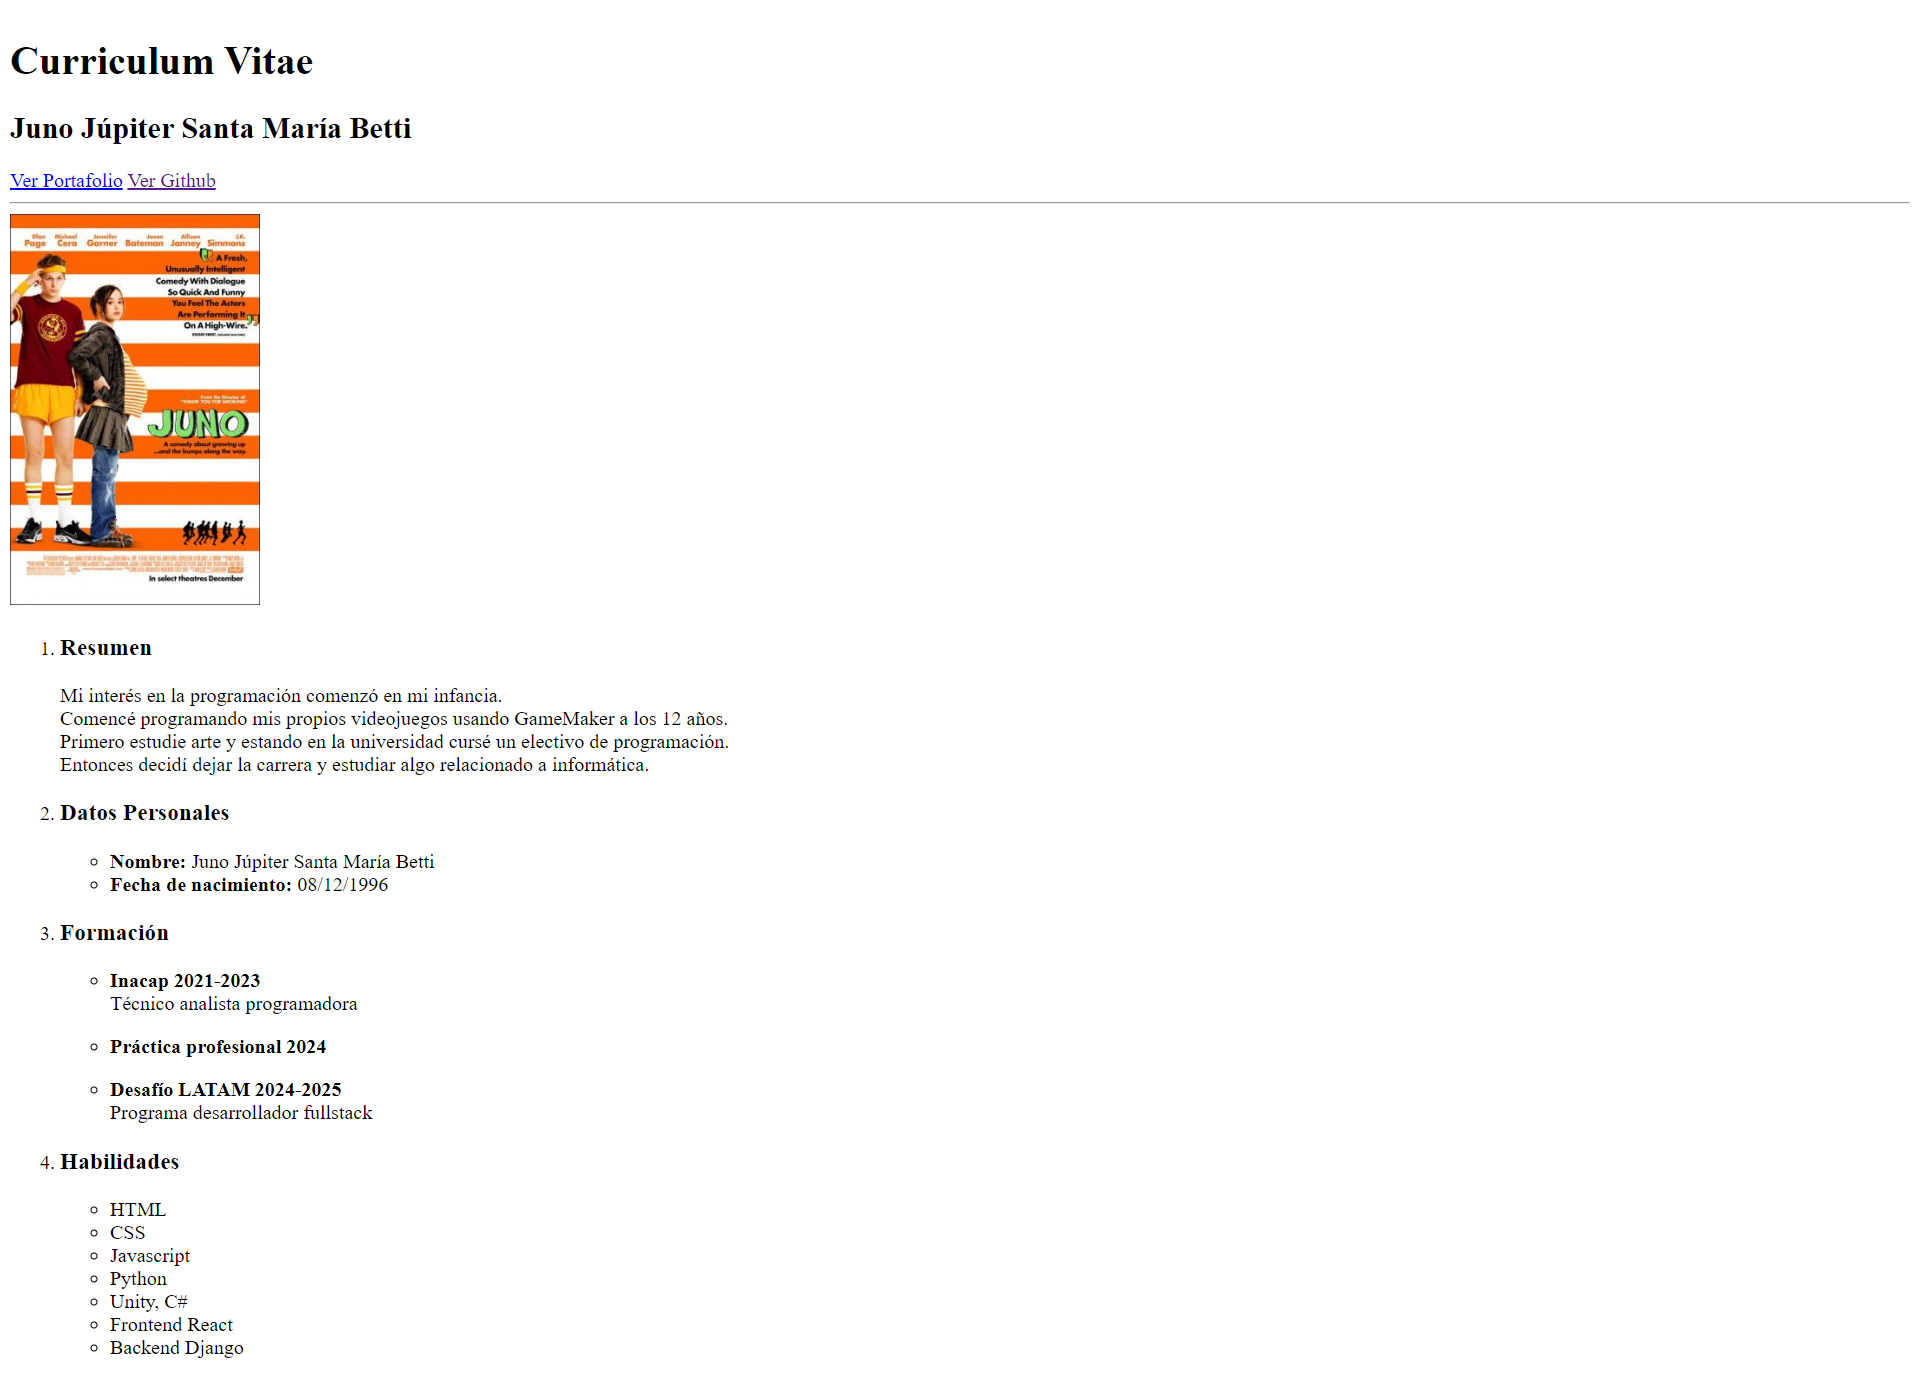 Curriculum Vitae
Juno Júpiter Santa María Betti
Ver Portafolio Ver Github
Ellen Page Michael Cera Jennifer Garner Jason Bateman Allison Janney J.K. Simmons
A Fresh,
Unusually Intelligent
Comedy With Dialogue
So Quick And Funny
You Feel The Actors
Are Performing It
On A High-Wire.
From the Director of
"THANK YOU FOR SMOKING"
JUNO
A comedy about growing up
...and the bumps along the way.
In select theatres December
1. Resumen
Mi interés en la programación comenzó en mi infancia.
Comencé programando mis propios videojuegos usando GameMaker a los 12 años.
Primero estudie arte y estando en la universidad cursé un electivo de programación.
Entonces decidí dejar la carrera y estudiar algo relacionado a informática.
2. Datos Personales
Nombre: Juno Júpiter Santa María Betti
Fecha de nacimiento: 08/12/1996
3. Formación
Inacap 2021-2023
Técnico analista programadora
Práctica profesional 2024
Desafío LATAM 2024-2025
Programa desarrollador fullstack
4. Habilidades
HTML
CSS
Javascript
Python
Unity, C#
Frontend React
Backend Django